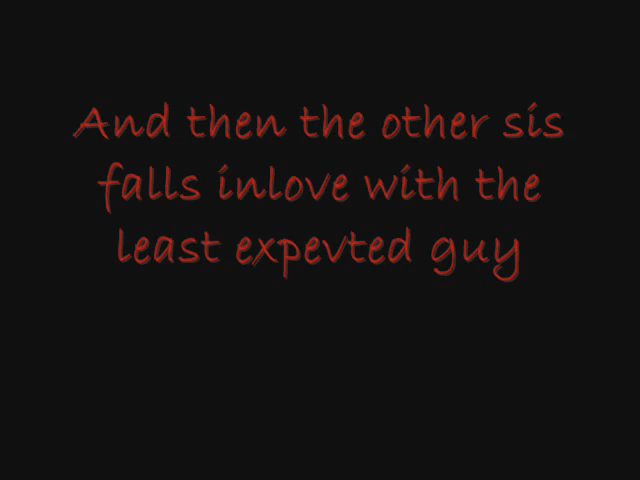 And then the other sis
falls inlove with the
least expevted guy